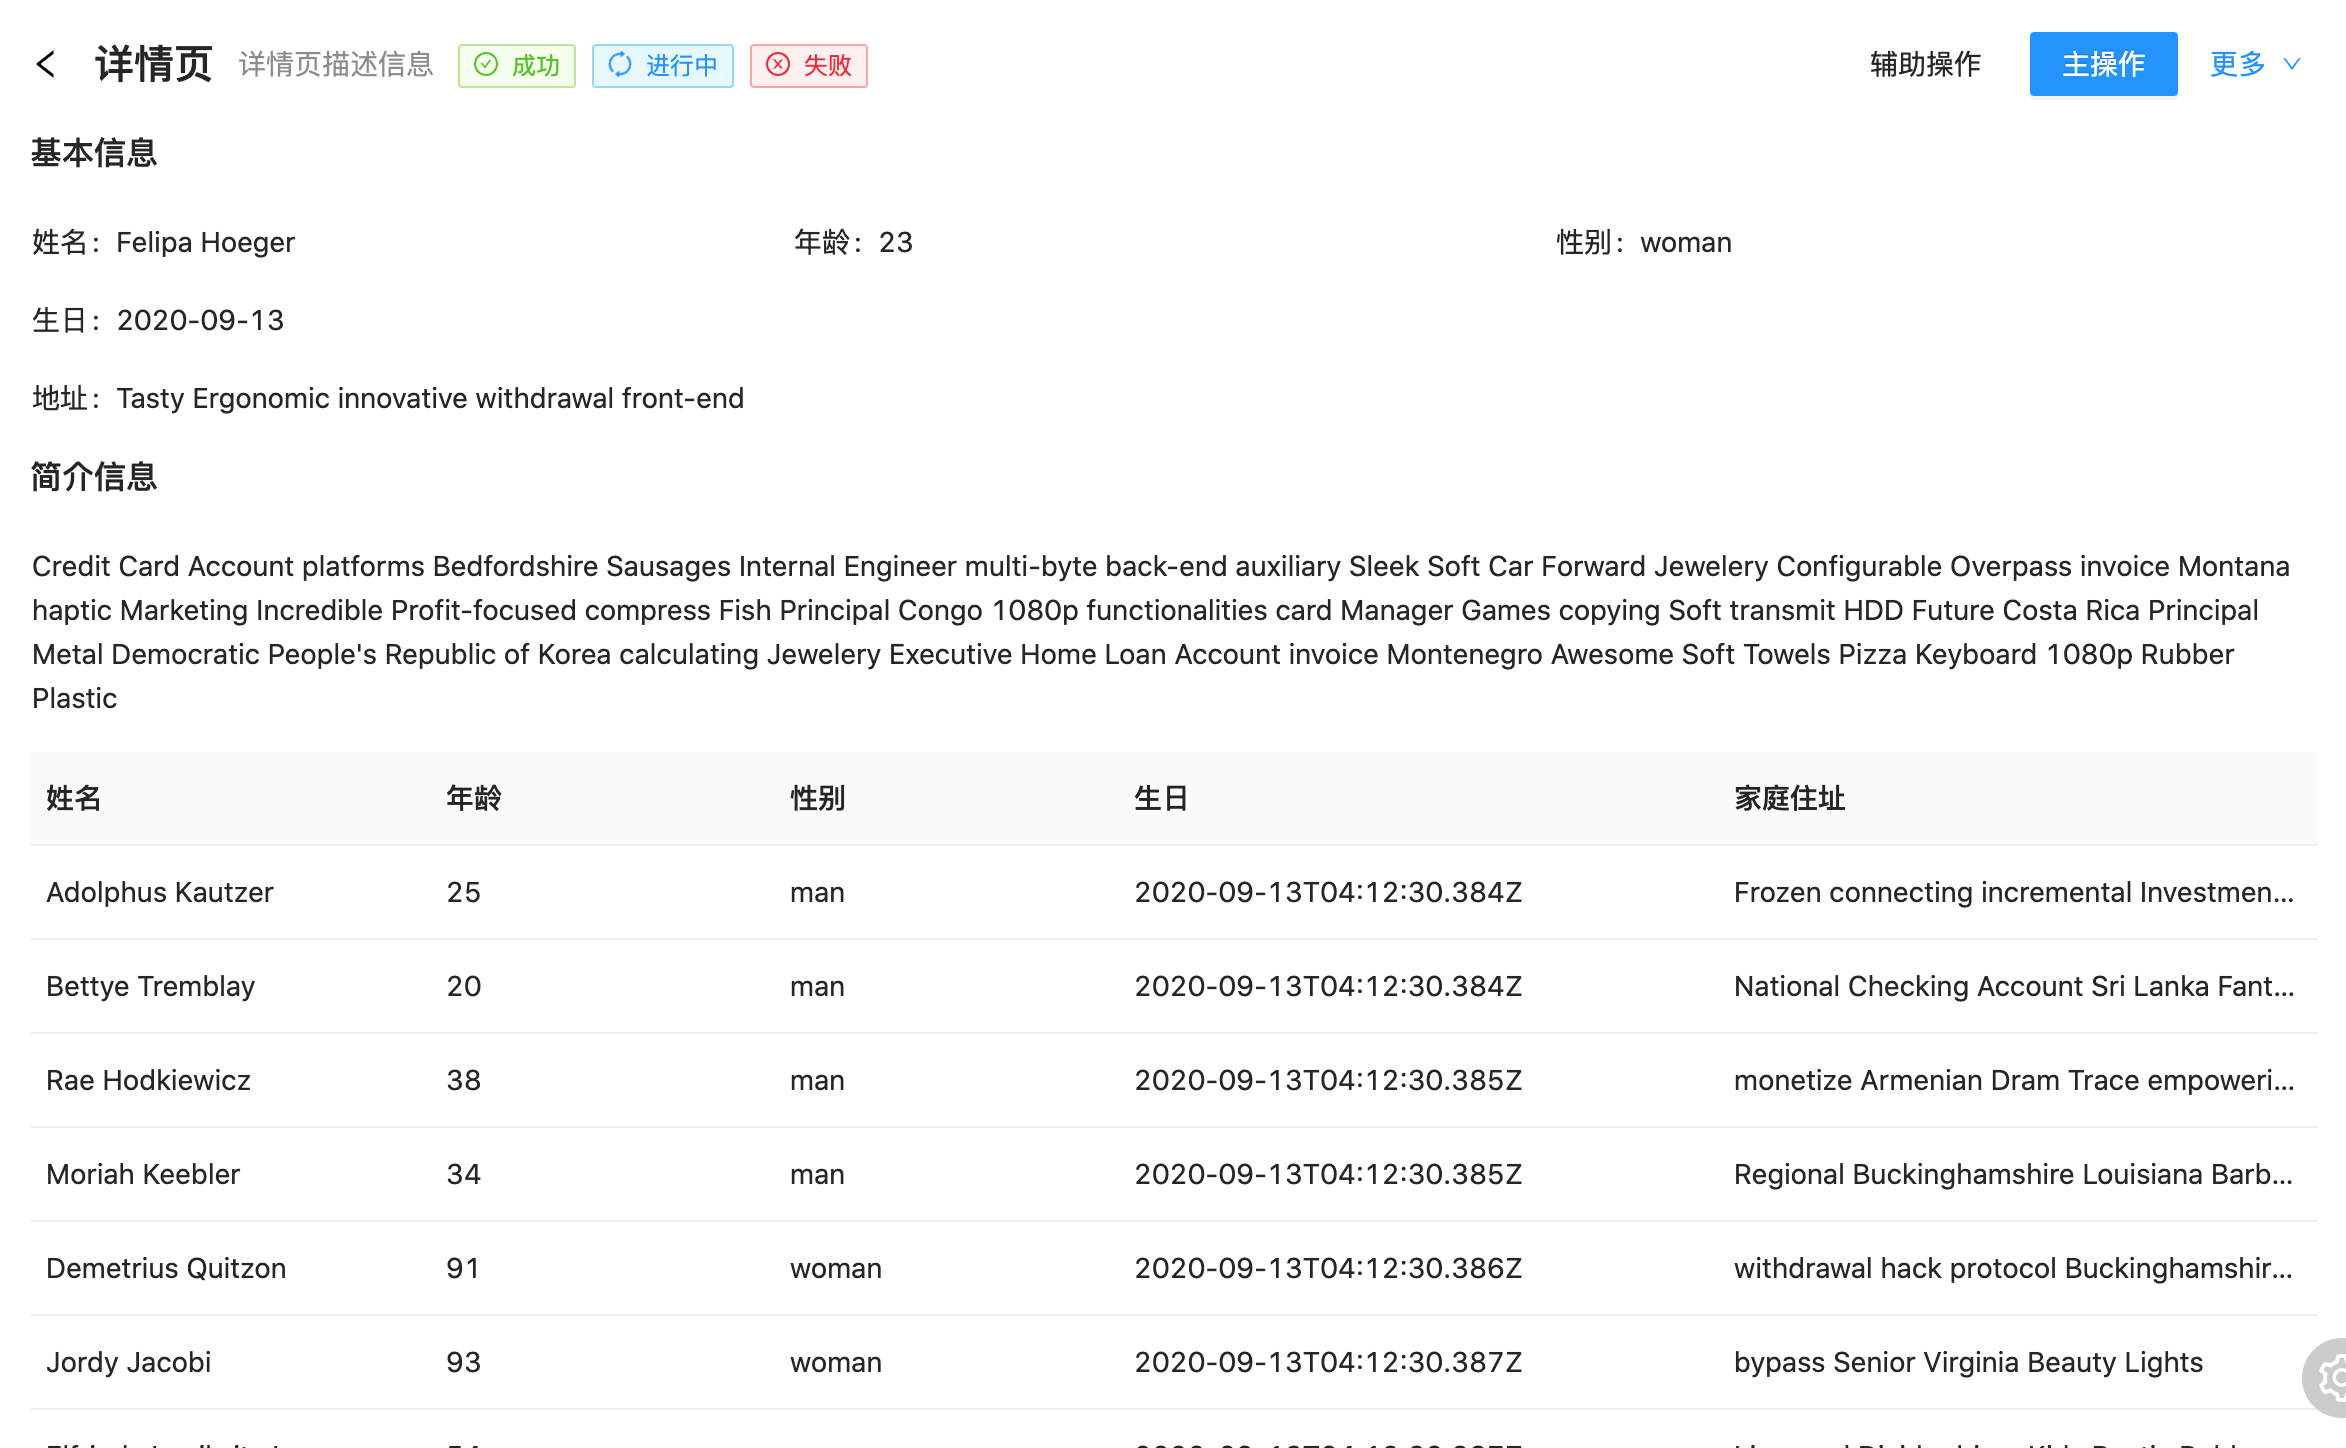 详情页 详情页描述信息 成功 进行中 失败 辅助操作 主操作 更多
基本信息
姓名: Felipa Hoeger 年龄: 23 性别: woman
生日: 2020-09-13
地址: Tasty Ergonomic innovative withdrawal front-end
简介信息
Credit Card Account platforms Bedfordshire Sausages Internal Engineer multi-byte back-end auxiliary Sleek Soft Car Forward Jewelery Configurable Overpass invoice Montana
haptic Marketing Incredible Profit-focused compress Fish Principal Congo 1080p functionalities card Manager Games copying Soft transmit HDD Future Costa Rica Principal
Metal Democratic People's Republic of Korea calculating Jewelery Executive Home Loan Account invoice Montenegro Awesome Soft Towels Pizza Keyboard 1080p Rubber
Plastic
姓名 年龄 性别 生日 家庭住址
Adolphus Kautzer 25 man 2020-09-13T04:12:30.384Z Frozen connecting incremental Investmen...
Bettye Tremblay 20 man 2020-09-13T04:12:30.384Z National Checking Account Sri Lanka Fant...
Rae Hodkiewicz 38 man 2020-09-13T04:12:30.385Z monetize Armenian Dram Trace empoweri...
Moriah Keebler 34 man 2020-09-13T04:12:30.385Z Regional Buckinghamshire Louisiana Barb...
Demetrius Quitzon 91 woman 2020-09-13T04:12:30.386Z withdrawal hack protocol Buckinghamshir...
Jordy Jacobi 93 woman 2020-09-13T04:12:30.387Z bypass Senior Virginia Beauty Lights